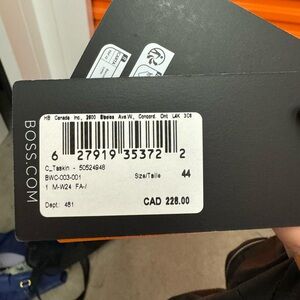 BOSS.COM
HB Canada Inc., 2600 Steeles Ave W., Concord. Ont L4K 3C8
6 27919 35372 2
C_Taskin - 50524948
BWC-003-001
1 M-W24 FA-/
Size/Taille 44
Dept: 481
CAD 228.00